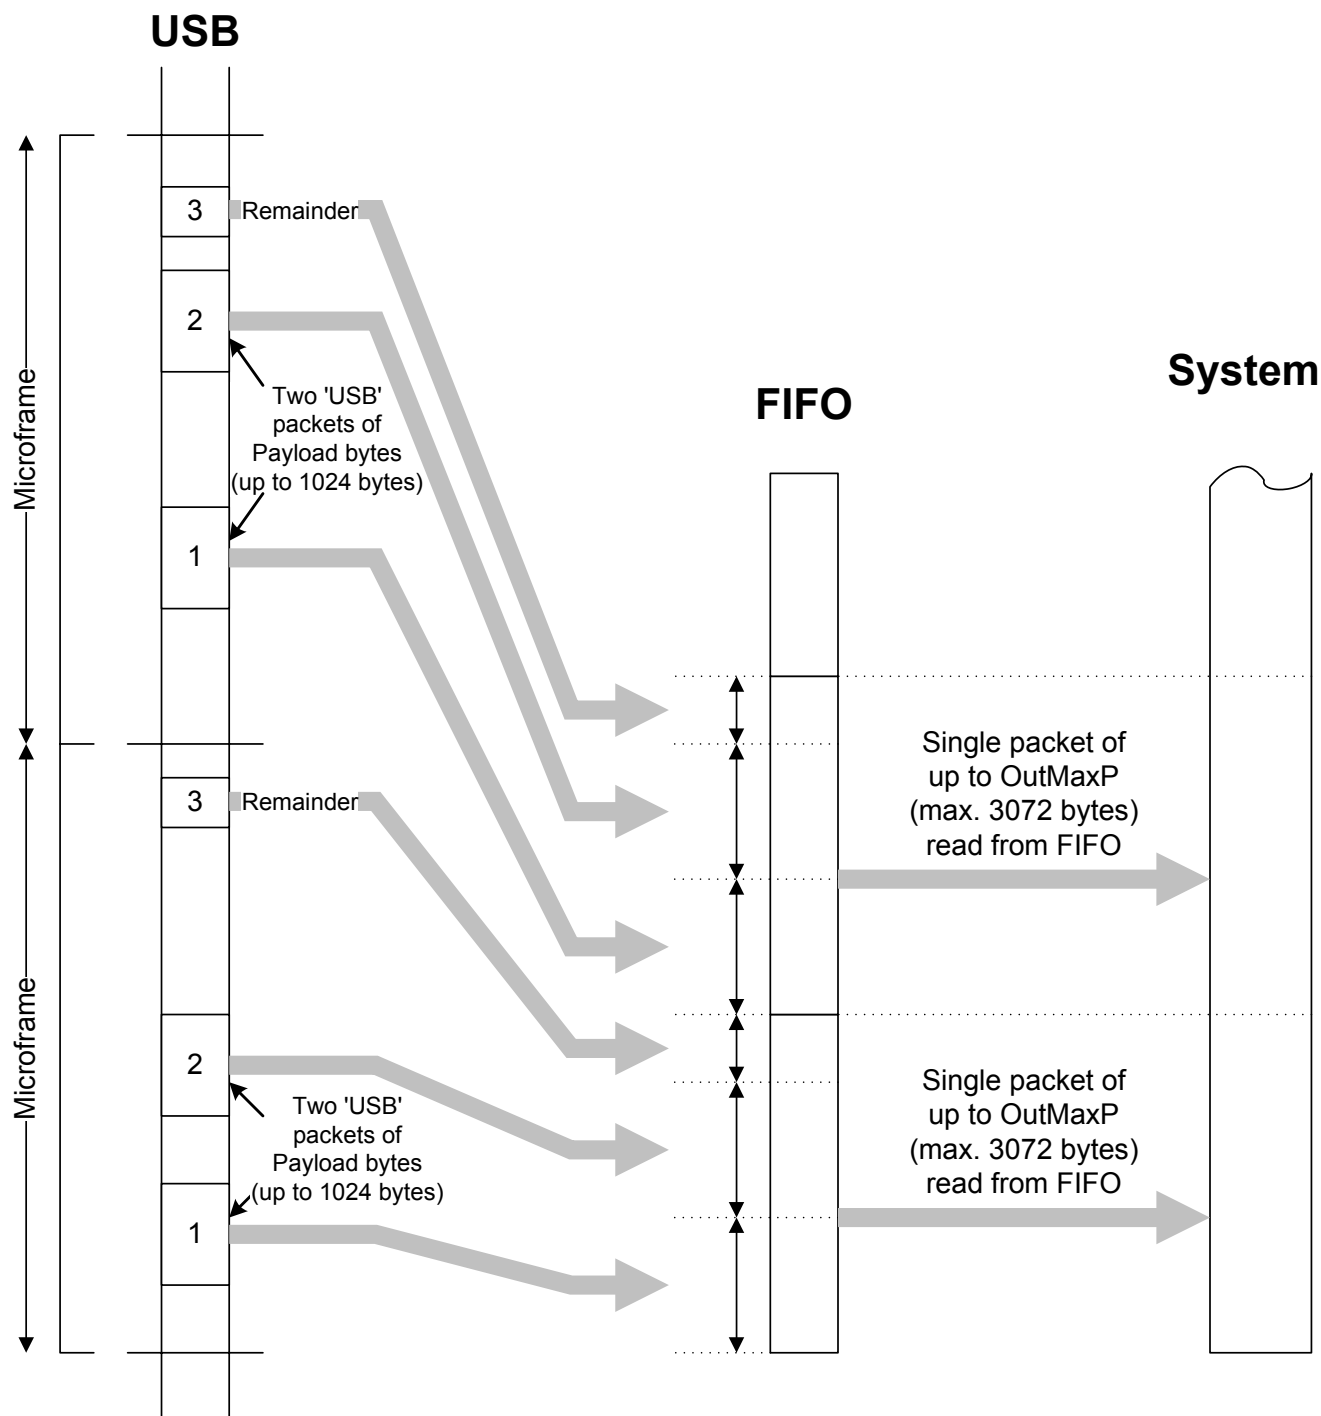 USB
3
Remainder
2
Two 'USB'
packets of
Payload bytes
(up to 1024 bytes)
1
Microframe
FIFO
System
Single packet of
up to OutMaxP
(max. 3072 bytes)
read from FIFO
3
Remainder
2
Two 'USB'
packets of
Payload bytes
(up to 1024 bytes)
1
Microframe
Single packet of
up to OutMaxP
(max. 3072 bytes)
read from FIFO